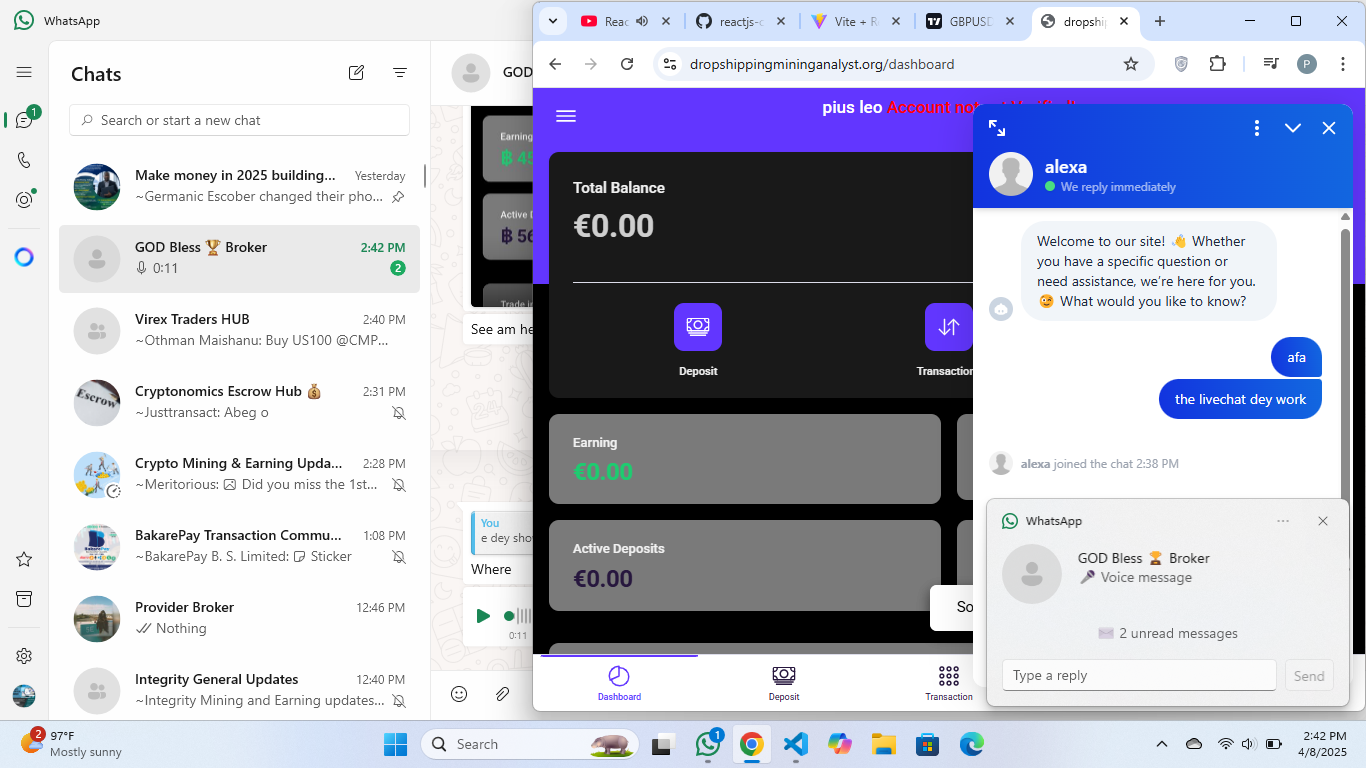 WhatsApp
Chats
Search or start a new chat
1
Make money in 2025 building...
Yesterday
~Germanic Escober changed their pho...
GOD Bless 🏆 Broker
2:42 PM
0:11
2
Virex Traders HUB
2:40 PM
~Othman Maishanu: Buy US100 @CMP...
Cryptonomics Escrow Hub 💰
2:31 PM
~Justtransact: Abeg o
Crypto Mining & Earning Upda...
2:28 PM
~Meritorious: Did you miss the 1st...
BakarePay Transaction Commu...
1:08 PM
~BakarePay B. S. Limited: Sticker
Provider Broker
12:46 PM
Nothing
Integrity General Updates
12:40 PM
~Integrity Mining and Earning updates...
GOD
Earning
฿ 45
Active D
฿ 56
Trade in
See am he
You
e dey sho
Where
0:11
Reac
reactjs-c
Vite + Re
GBPUSD
dropship
dropshippingmininganalyst.org/dashboard
P
pius leo
Total Balance
€0.00
Deposit
Transaction
Earning
€0.00
Active Deposits
€0.00
So
Dashboard
Deposit
Transaction
alexa
We reply immediately
Welcome to our site! 👋 Whether
you have a specific question or
need assistance, we're here for you.
😉 What would you like to know?
afa
the livechat dey work
alexa joined the chat 2:38 PM
WhatsApp
GOD Bless 🏆 Broker
🎤 Voice message
✉️ 2 unread messages
Type a reply
Send
2
97°F
Mostly sunny
Search
1
2:42 PM
4/8/2025